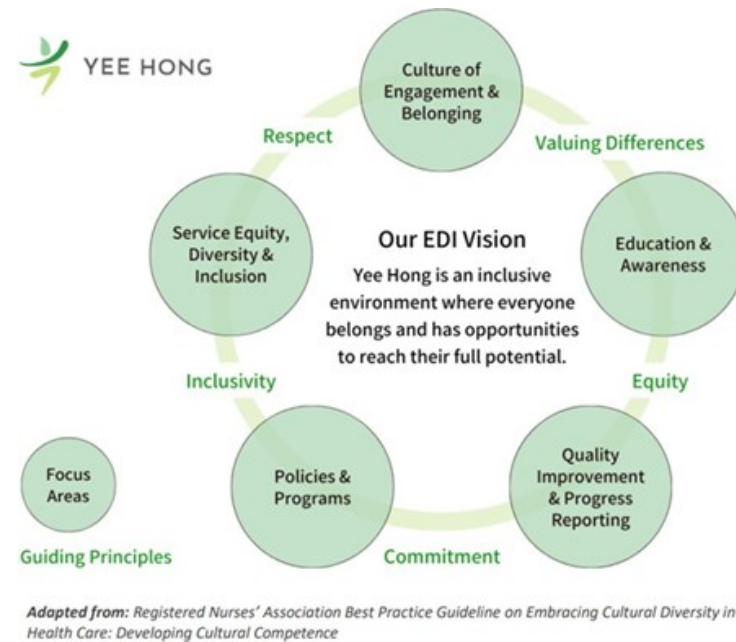 YEE HONG
Culture of
Engagement &
Belonging
Respect
Valuing Differences
Service Equity,
Diversity &
Inclusion
Our EDI Vision
Yee Hong is an inclusive
environment where everyone
belongs and has opportunities
to reach their full potential.
Education &
Awareness
Inclusivity
Equity
Focus
Areas
Policies &
Programs
Quality
Improvement
& Progress
Reporting
Guiding Principles
Commitment
Adapted from: Registered Nurses' Association Best Practice Guideline on Embracing Cultural Diversity in
Health Care: Developing Cultural Competence